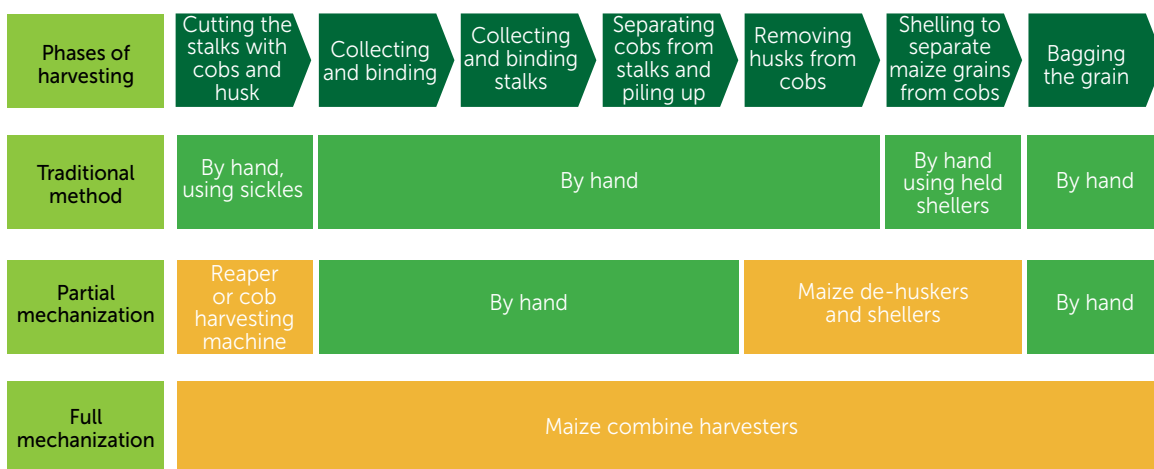 Phases of
harvesting
Cutting the
stalks with
cobs and
husk
Collecting
and binding
Collecting
and binding
stalks
Separating
cobs from
stalks and
piling up
Removing
husks from
cobs
Shelling to
separate
maize grains
from cobs
Bagging
the grain
Traditional
method
By hand,
using sickles
By hand
By hand
using held
shellers
By hand
Partial
mechanization
Reaper
or cob
harvesting
machine
By hand
Maize de-huskers
and shellers
By hand
Full
mechanization
Maize combine harvesters